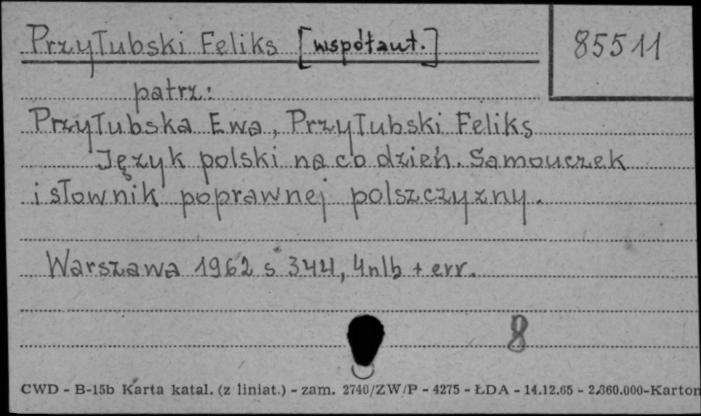 Przyłubski Feliks [współaut.]
85511
patrz:
Przyłubska Ewa, Przyłubski Feliks
Język polski na co dzień. Samouczek
i słownik poprawnej polszczyzny.
Warszawa 1962 s 344, 4nlb + err.
8
CWD - B-15b Karta katal. (z liniat.) - zam. 2740/ZW/P - 4275 - ŁDA - 14.12.65 - 2.360.000-Karton